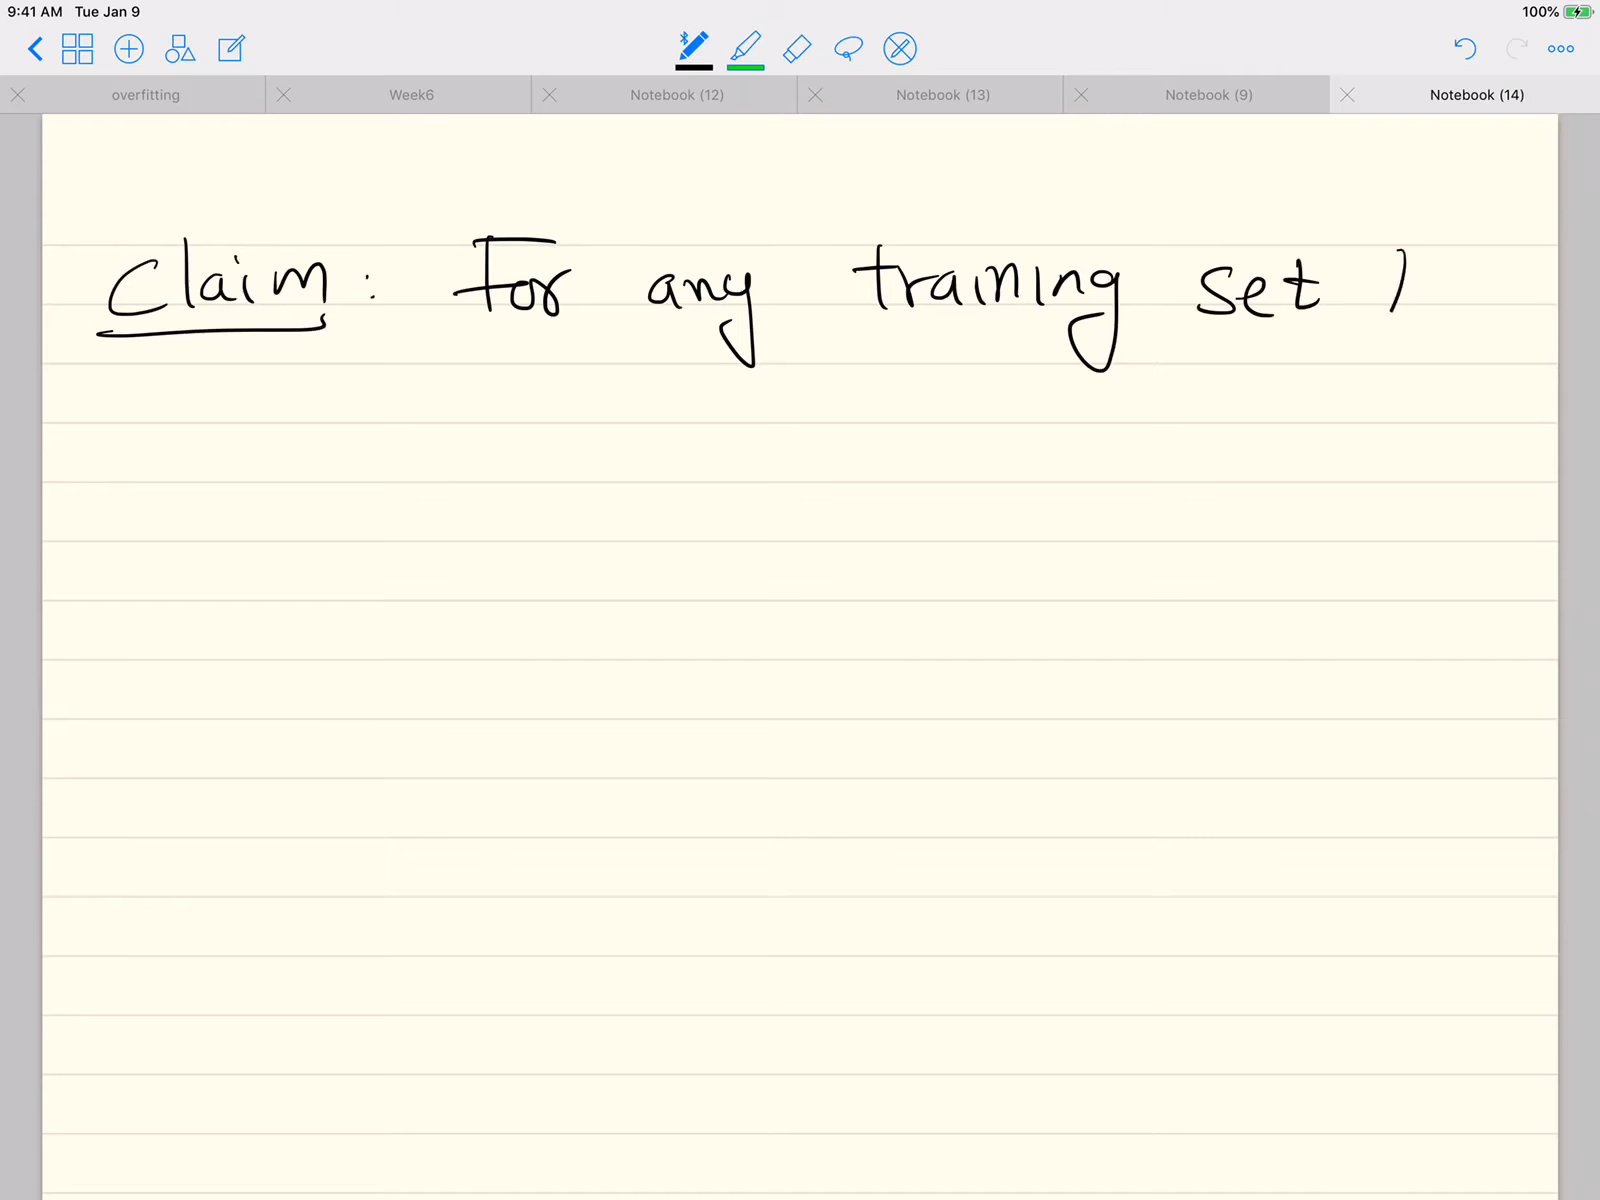 9:41 AM Tue Jan 9 100%
overfitting Week6 Notebook (12) Notebook (13) Notebook (9) Notebook (14)
Claim: For any training set )